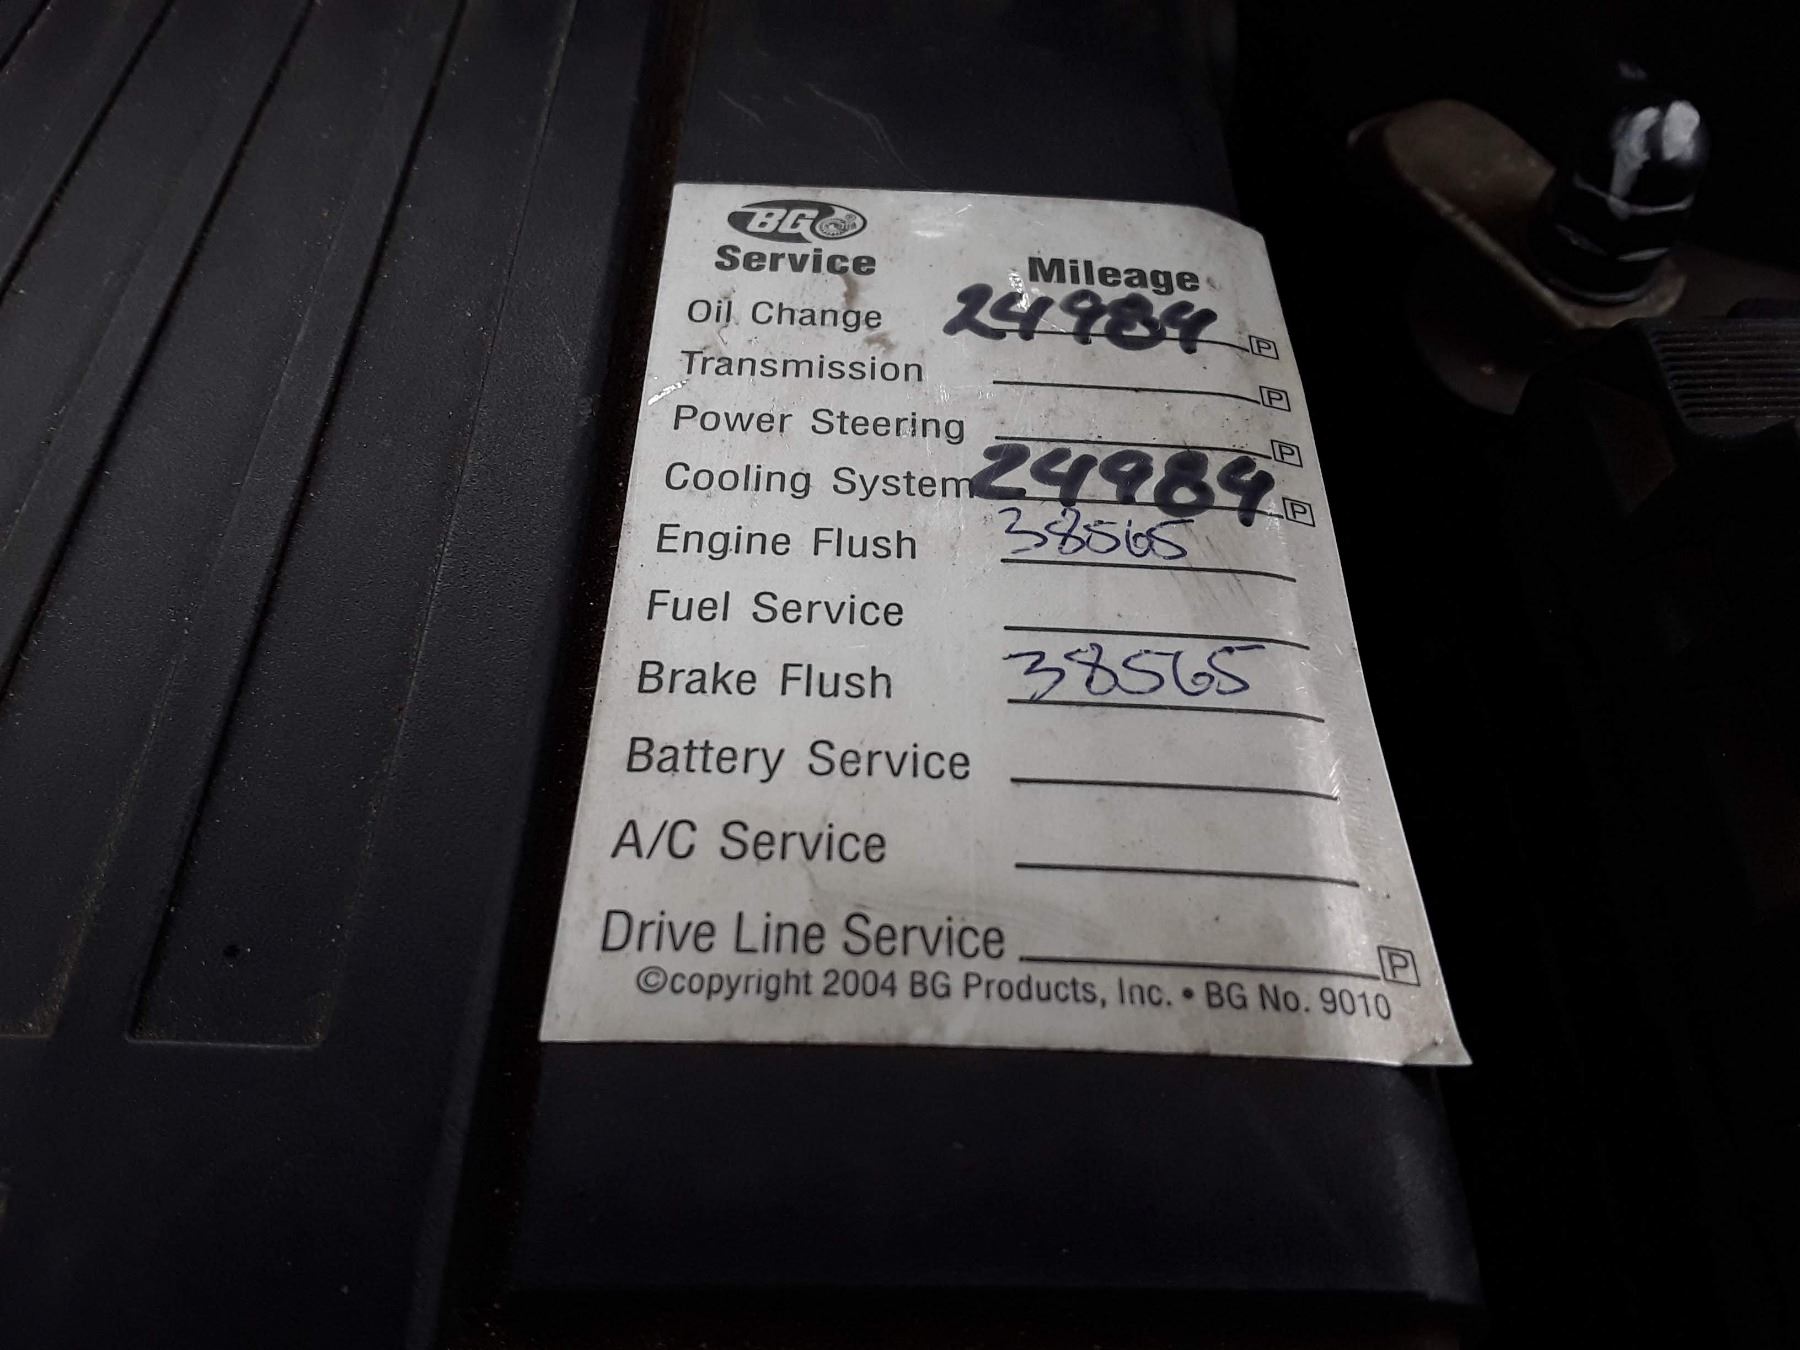 BG
Service Mileage
Oil Change 24984 P
Transmission P
Power Steering P
Cooling System 24984 P
Engine Flush 38565
Fuel Service
Brake Flush 38565
Battery Service
A/C Service
Drive Line Service P
©copyright 2004 BG Products, Inc. • BG No. 9010